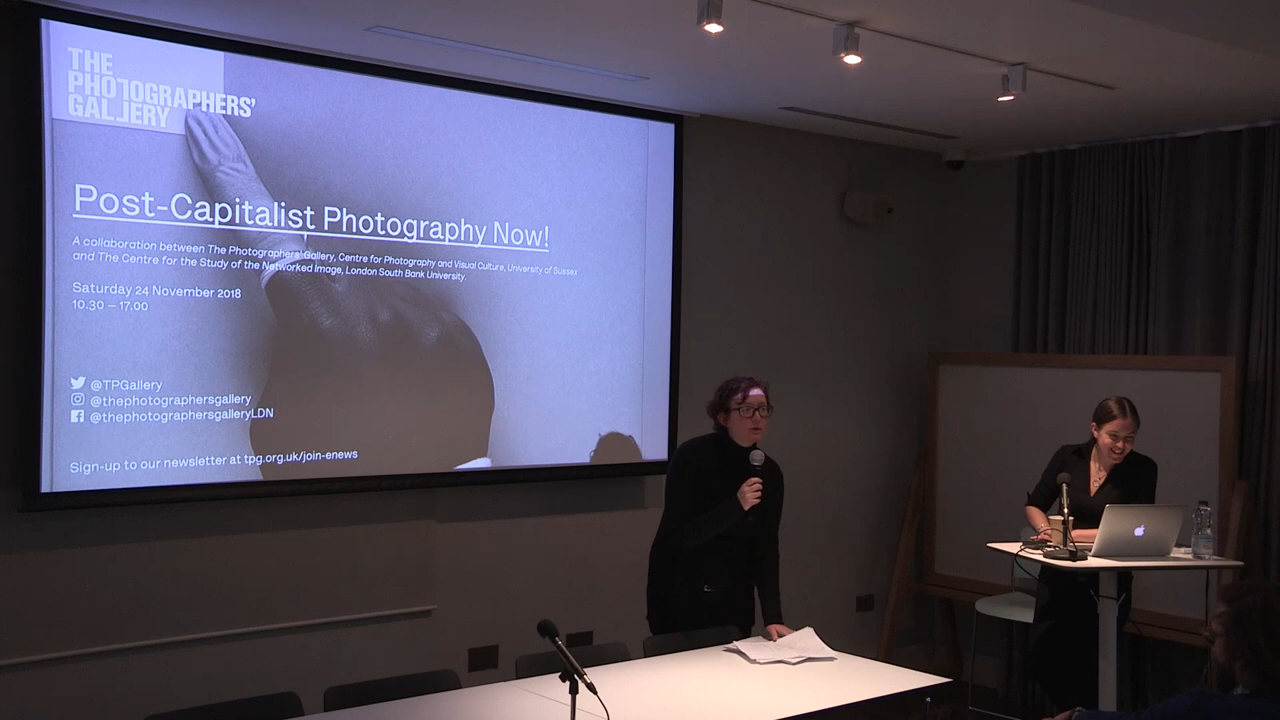 THE
PHOTOGRAPHERS'
GALLERY
Post-Capitalist Photography Now!
A collaboration between The Photographers' Gallery, Centre for Photography and Visual Culture, University of Sussex
and The Centre for the Study of the Networked Image, London South Bank University.
Saturday 24 November 2018
10.30 – 17.00
@TPGallery
@thephotographersgallery
@thephotographersgalleryLDN
Sign-up to our newsletter at tpg.org.uk/join-enews